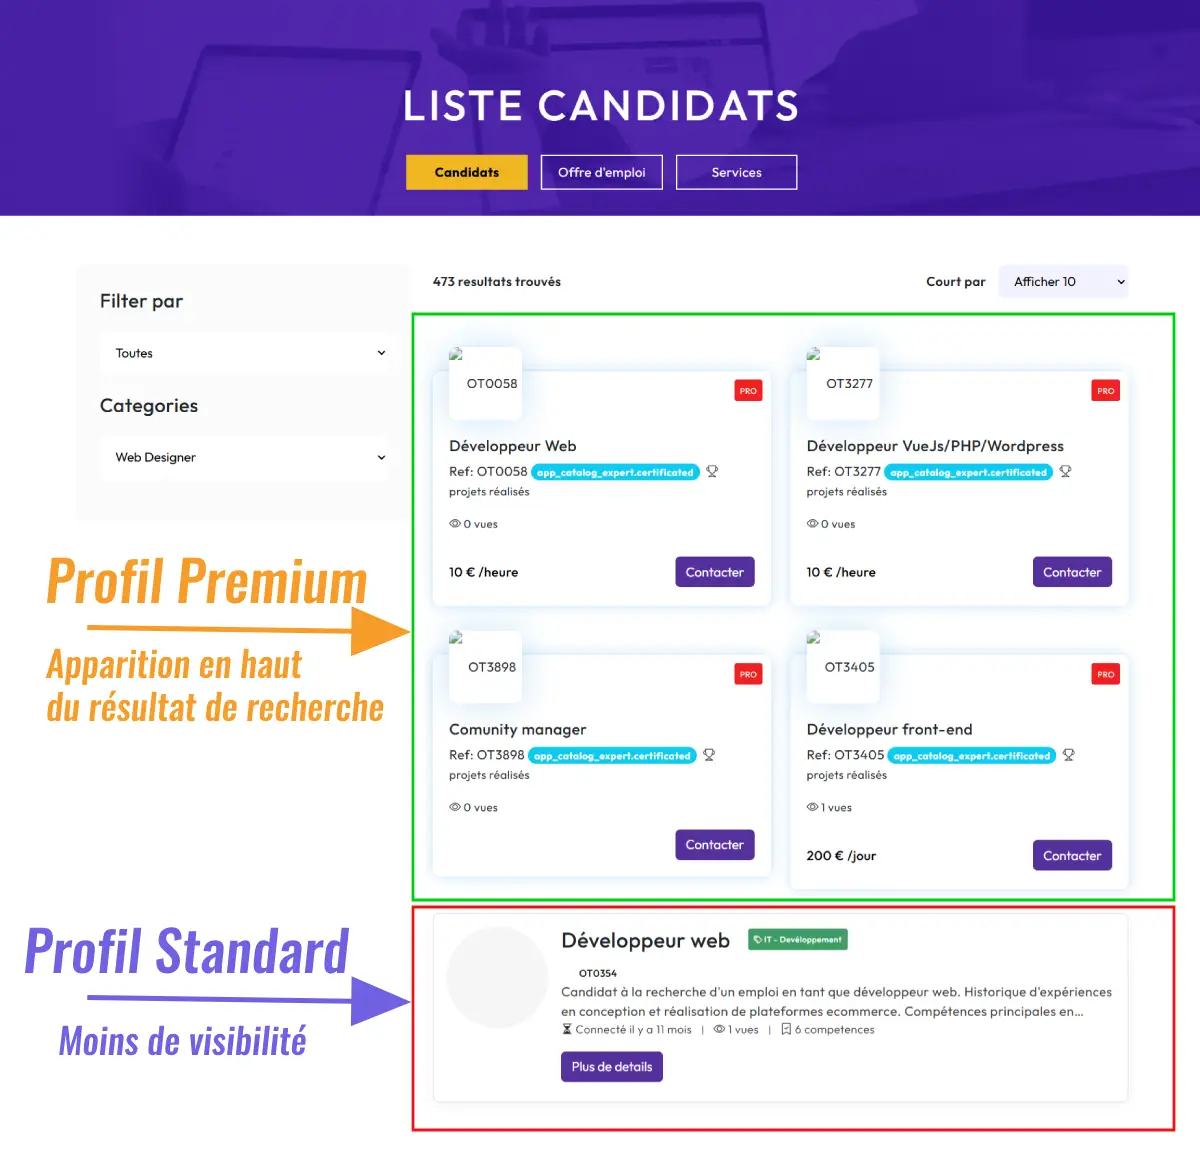 LISTE CANDIDATS
Candidats
Offre d'emploi
Services
Filter par
Toutes
Categories
Web Designer
473 resultats trouvés
Court par
Afficher 10
OT0058
PRO
Développeur Web
Ref: OT0058 app_catalog_expert.certificated
projets réalisés
0 vues
10 € /heure
Contacter
OT3277
PRO
Développeur VueJs/PHP/Wordpress
Ref: OT3277 app_catalog_expert.certificated
projets réalisés
0 vues
10 € /heure
Contacter
Profil Premium
Apparition en haut
du résultat de recherche
OT3898
PRO
Comunity manager
Ref: OT3898 app_catalog_expert.certificated
projets réalisés
0 vues
Contacter
OT3405
PRO
Développeur front-end
Ref: OT3405 app_catalog_expert.certificated
projets réalisés
1 vues
200 € /jour
Contacter
Profil Standard
Moins de visibilité
Développeur web
IT - Devéloppement
OT0354
Candidat à la recherche d'un emploi en tant que développeur web. Historique d'expériences
en conception et réalisation de plateformes ecommerce. Compétences principales en...
Connecté il y a 11 mois | 1 vues | 6 competences
Plus de details